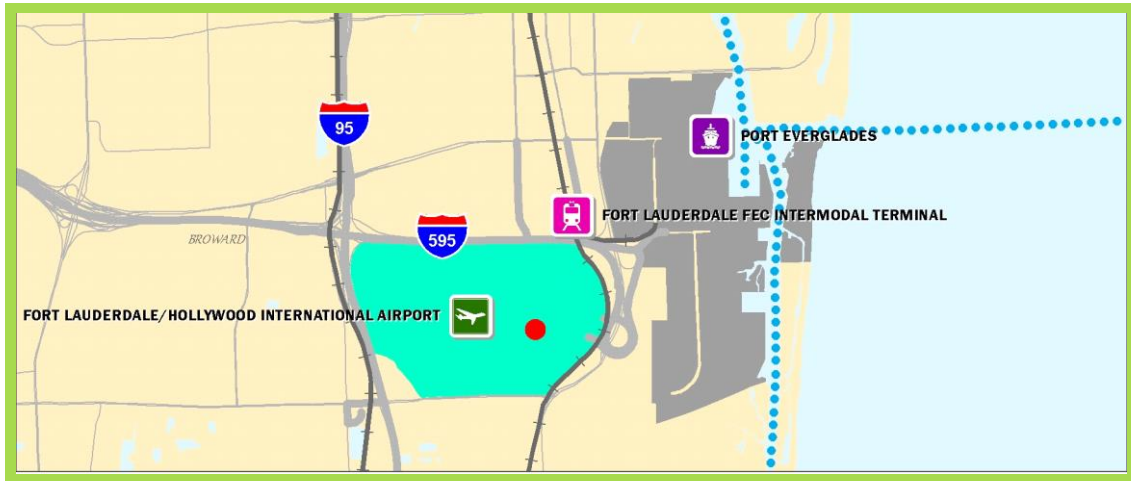 95
PORT EVERGLADES
FORT LAUDERDALE FEC INTERMODAL TERMINAL
BROWARD
595
FORT LAUDERDALE/HOLLYWOOD INTERNATIONAL AIRPORT